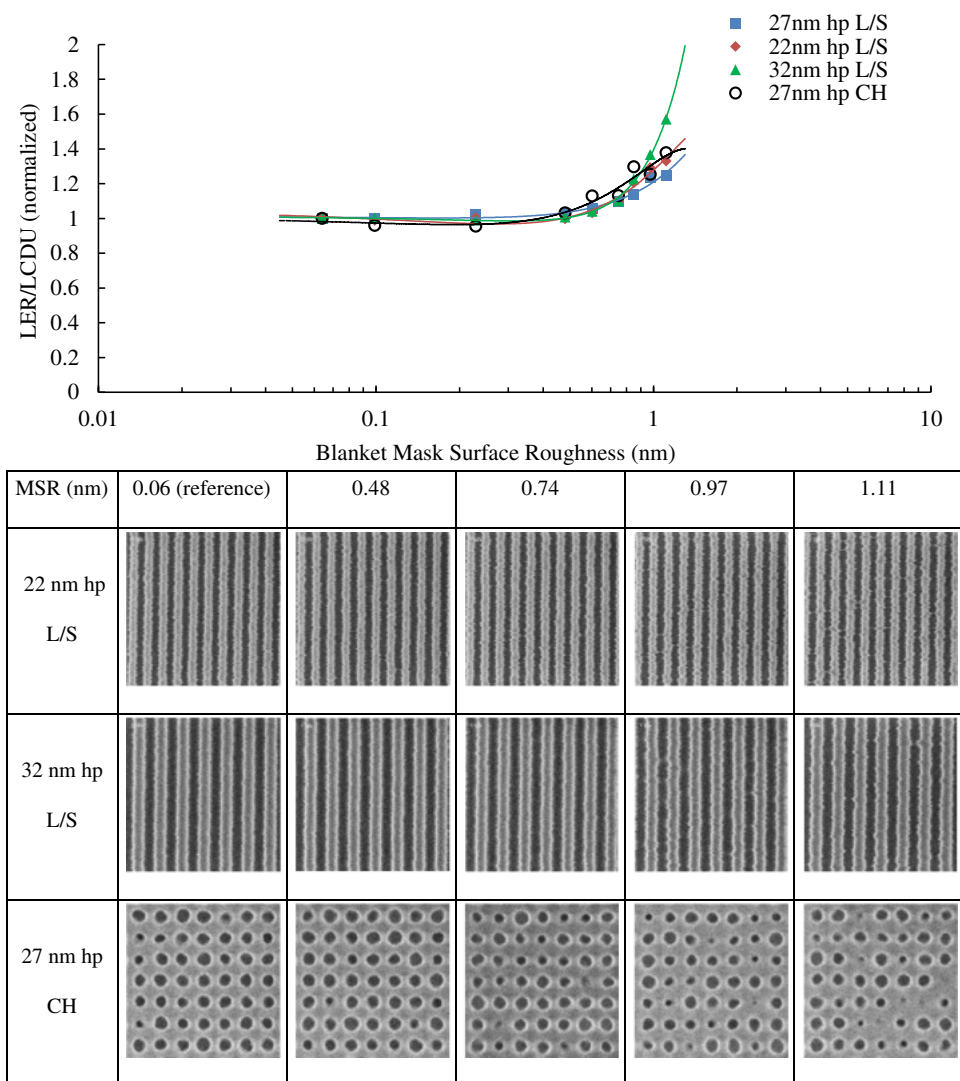 27nm hp L/S
22nm hp L/S
32nm hp L/S
27nm hp CH
LER/LCDU (normalized)
2
1.8
1.6
1.4
1.2
1
0.8
0.6
0.4
0.2
0
0.01
0.1
1
10
Blanket Mask Surface Roughness (nm)
MSR (nm) 0.06 (reference) 0.48 0.74 0.97 1.11
22 nm hp
L/S
32 nm hp
L/S
27 nm hp
CH